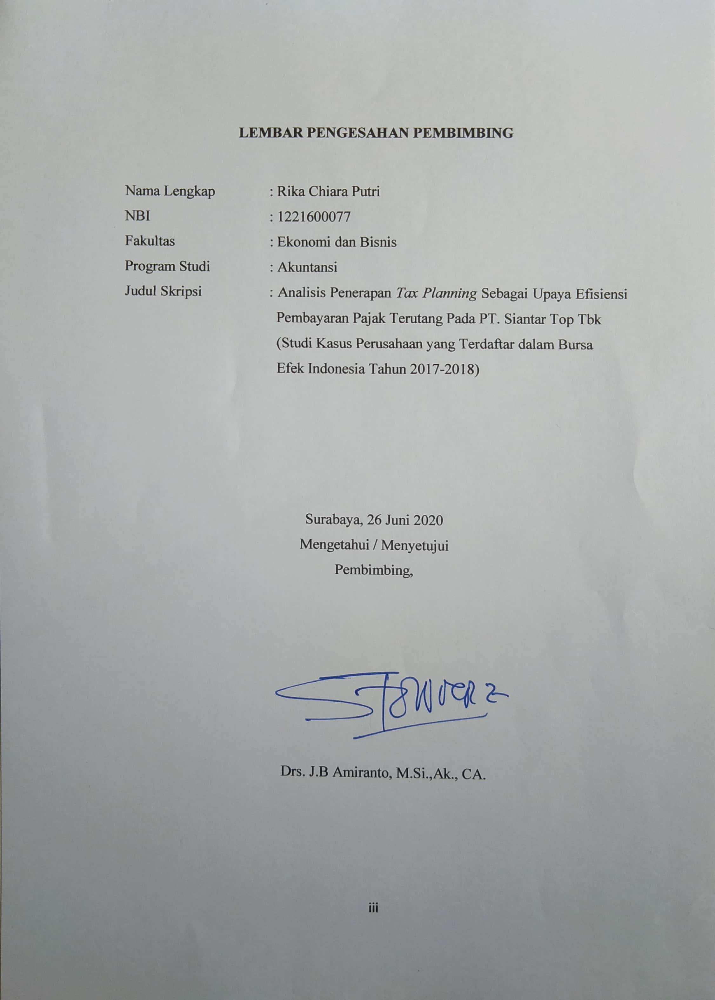 LEMBAR PENGESAHAN PEMBIMBING
Nama Lengkap : Rika Chiara Putri
NBI : 1221600077
Fakultas : Ekonomi dan Bisnis
Program Studi : Akuntansi
Judul Skripsi : Analisis Penerapan Tax Planning Sebagai Upaya Efisiensi
Pembayaran Pajak Terutang Pada PT. Siantar Top Tbk
(Studi Kasus Perusahaan yang Terdaftar dalam Bursa
Efek Indonesia Tahun 2017-2018)
Surabaya, 26 Juni 2020
Mengetahui / Menyetujui
Pembimbing,
Drs. J.B Amiranto, M.Si.,Ak., CA.
iii